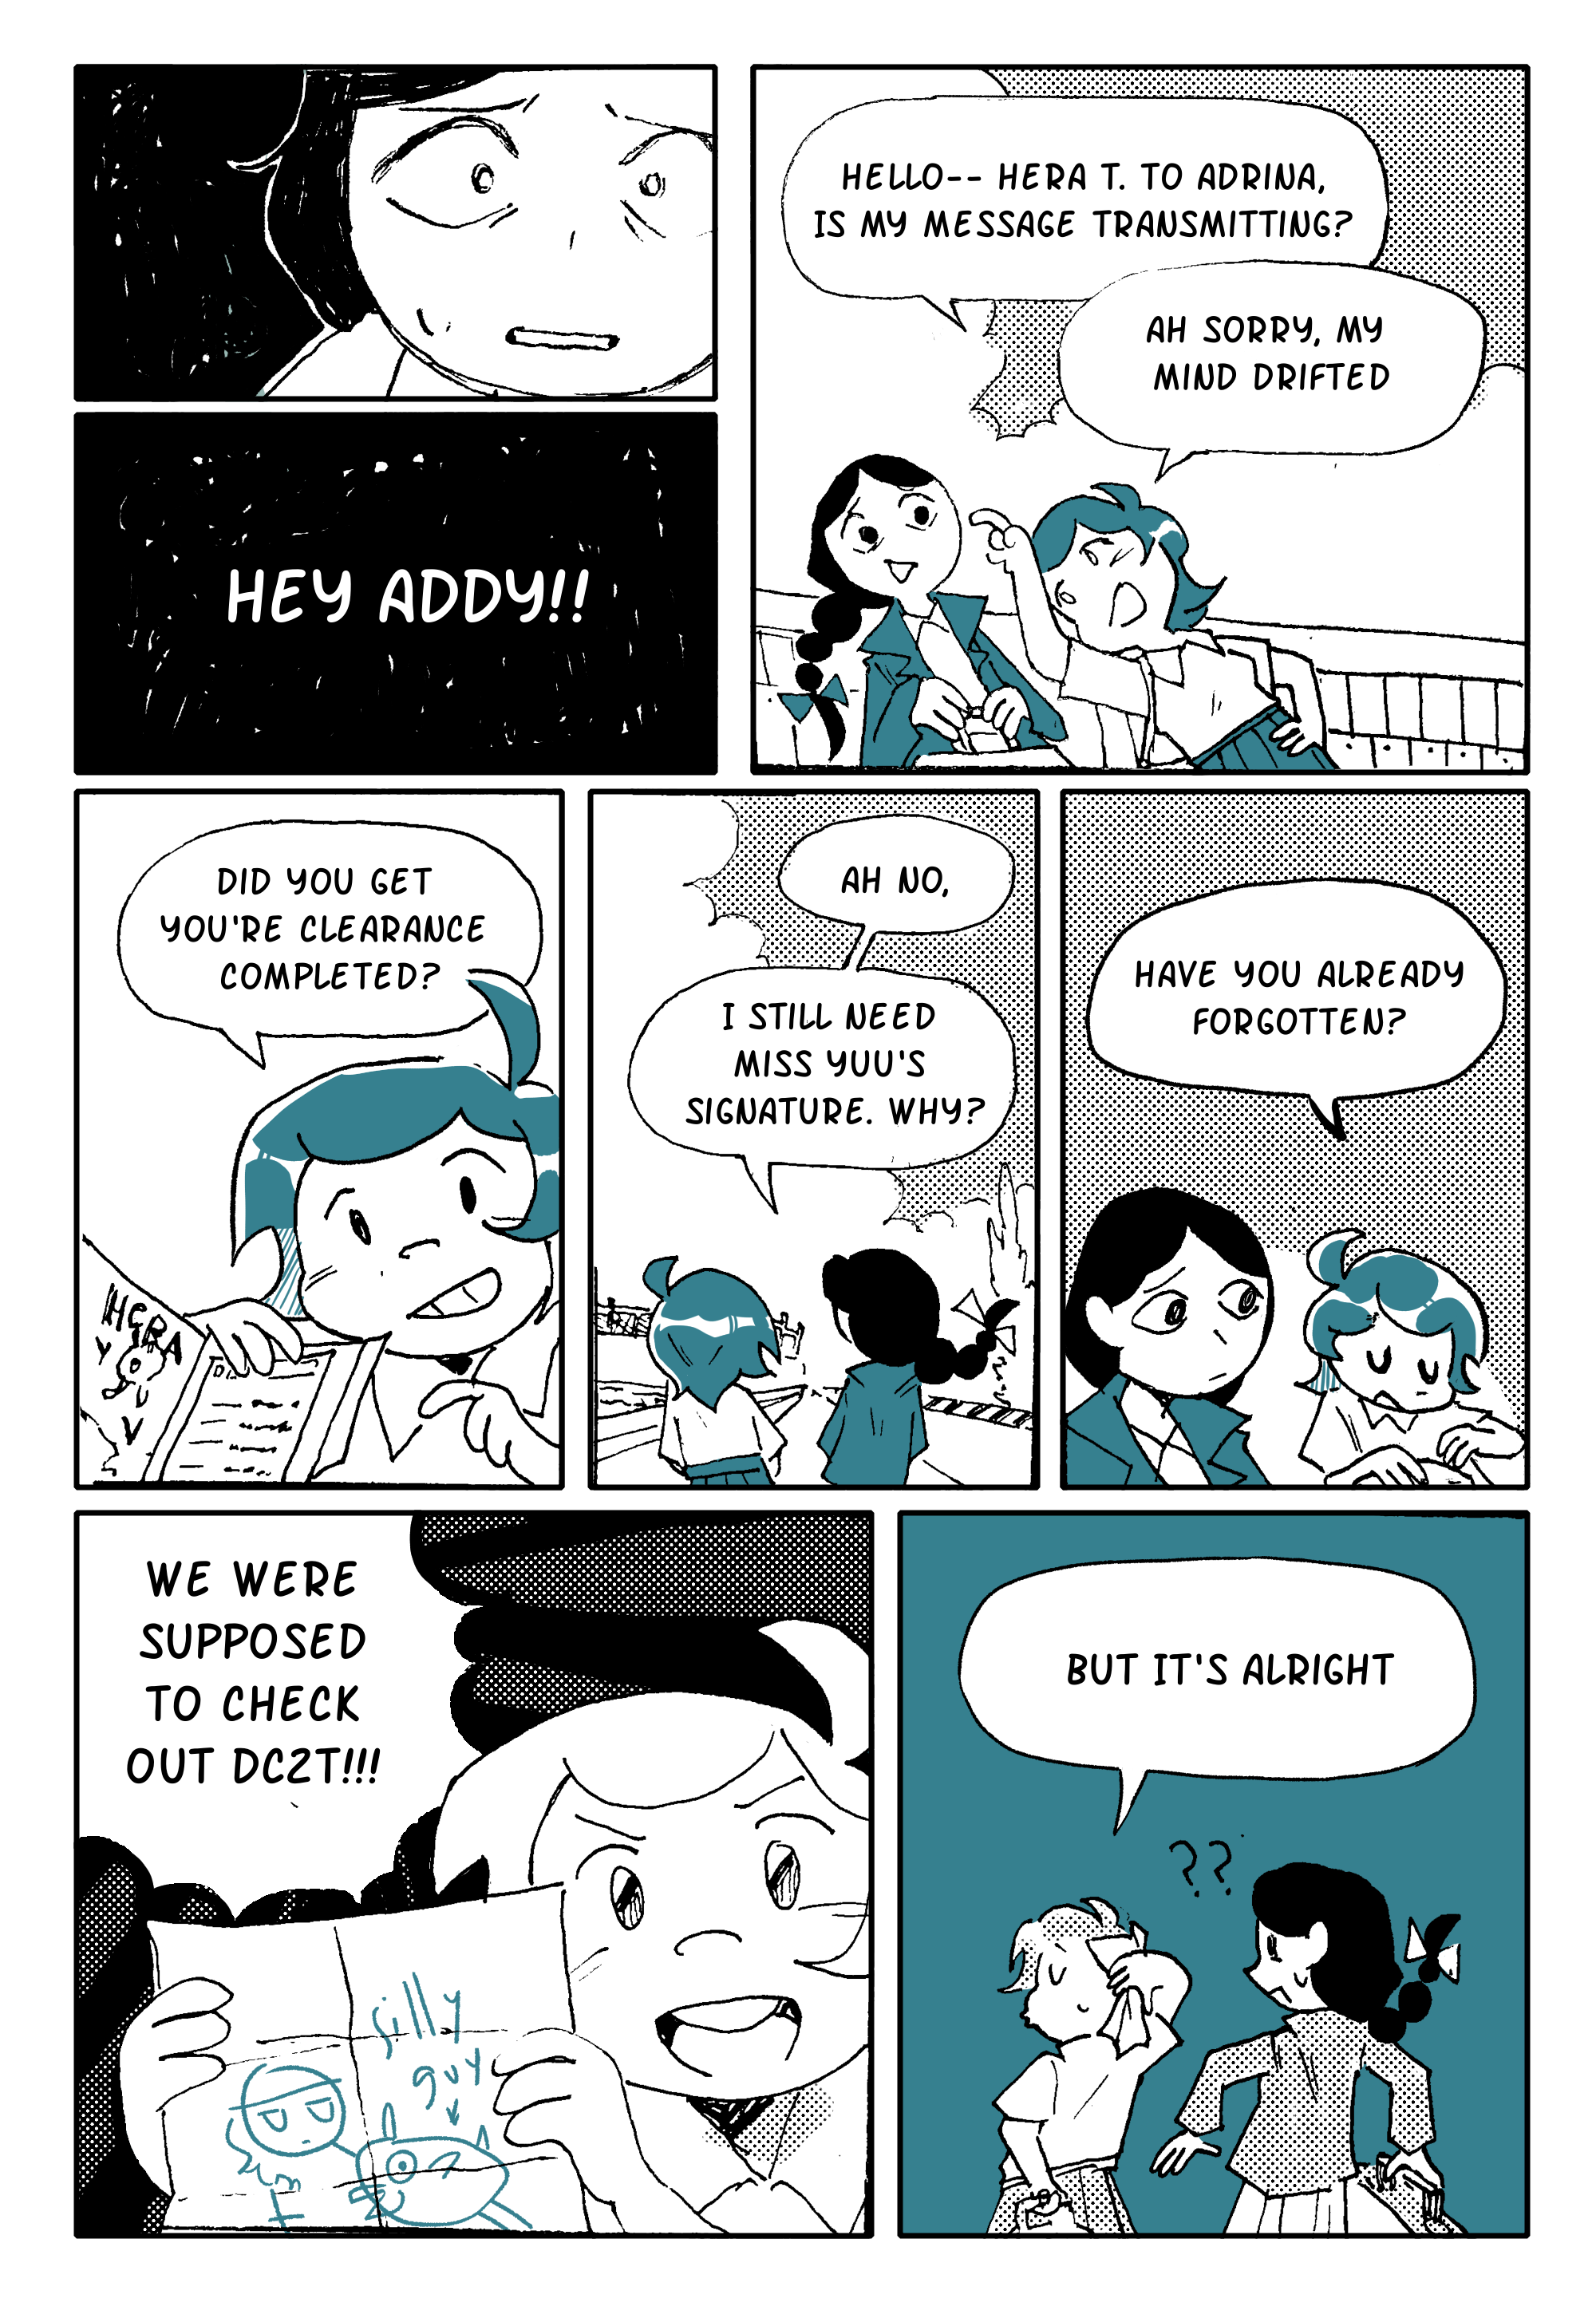 HEY ADDY!!
HELLO-- HERA T. TO ADRINA,
IS MY MESSAGE TRANSMITTING?
AH SORRY, MY
MIND DRIFTED
DID YOU GET
YOU'RE CLEARANCE
COMPLETED?
HERA
AH NO,
I STILL NEED
MISS YUU'S
SIGNATURE. WHY?
HAVE YOU ALREADY
FORGOTTEN?
WE WERE
SUPPOSED
TO CHECK
OUT DC2T!!!
silly
guy
BUT IT'S ALRIGHT
??